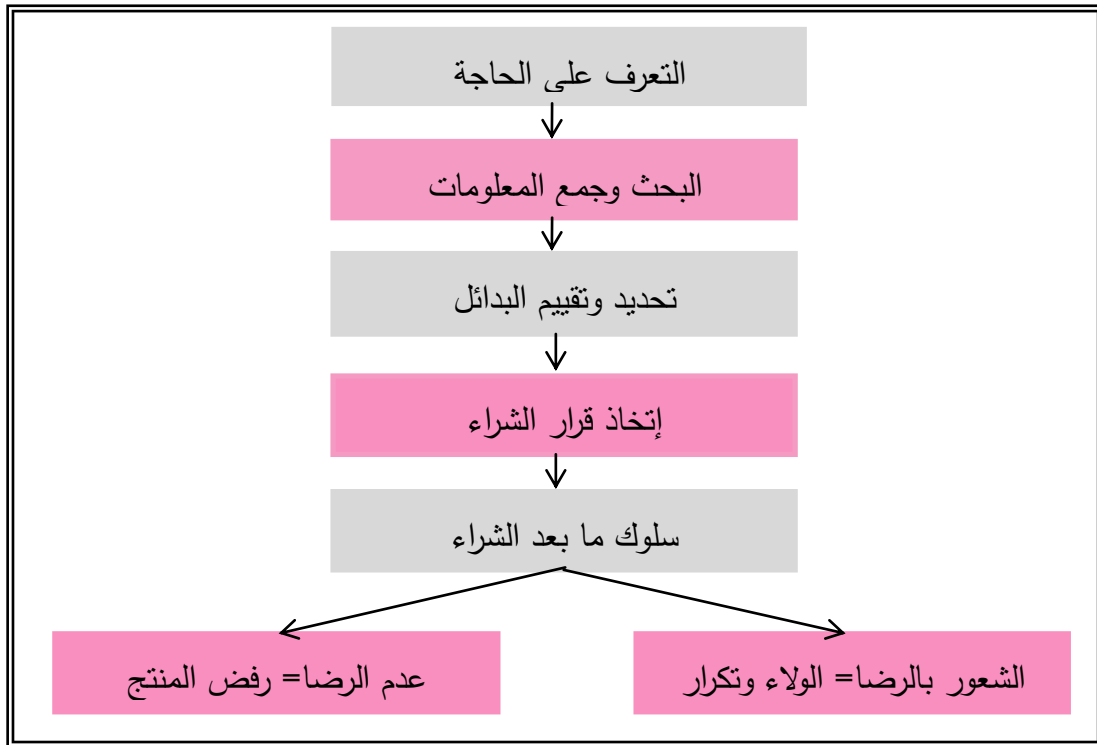 التعرف على الحاجة
البحث وجمع المعلومات
تحديد وتقييم البدائل
إتخاذ قرار الشراء
سلوك ما بعد الشراء
الشعور بالرضا= الولاء وتكرار
عدم الرضا= رفض المنتج